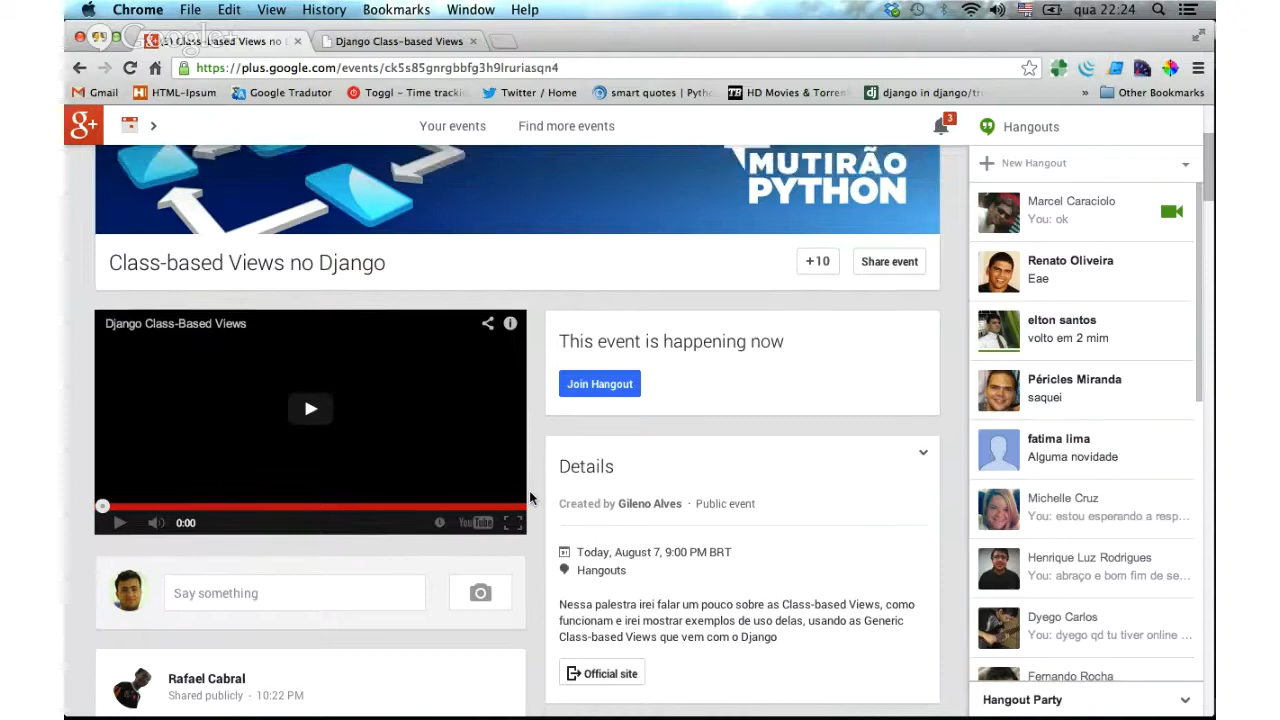 Chrome File Edit View History Bookmarks Window Help
qua 22:24
Google+
Class-based Views no
Django Class-based Views
https://plus.google.com/events/ck5s85gnrgbbfg3h9lruriasqn4
Gmail HTML-Ipsum Google Tradutor Toggl - Time tracki Twitter / Home smart quotes | Pyth HD Movies & Torren django in django/tr » Other Bookmarks
g+
Your events Find more events
3
Hangouts
New Hangout
MUTIRÃO
PYTHON
Class-based Views no Django
+10
Share event
Django Class-Based Views
0:00
YouTube
This event is happening now
Join Hangout
Details
Created by Gileno Alves · Public event
Today, August 7, 9:00 PM BRT
Hangouts
Nessa palestra irei falar um pouco sobre as Class-based Views, como
funcionam e irei mostrar exemplos de uso delas, usando as Generic
Class-based Views que vem com o Django
Official site
Say something
Rafael Cabral
Shared publicly - 10:22 PM
Marcel Caraciolo
You: ok
Renato Oliveira
Eae
elton santos
volto em 2 mim
Péricles Miranda
saquei
fatima lima
Alguma novidade
Michelle Cruz
You: estou esperando a resp...
Henrique Luz Rodrigues
You: abraço e bom fim de se...
Dyego Carlos
You: dyego qd tu tiver online ...
Fernando Rocha
Hangout Party